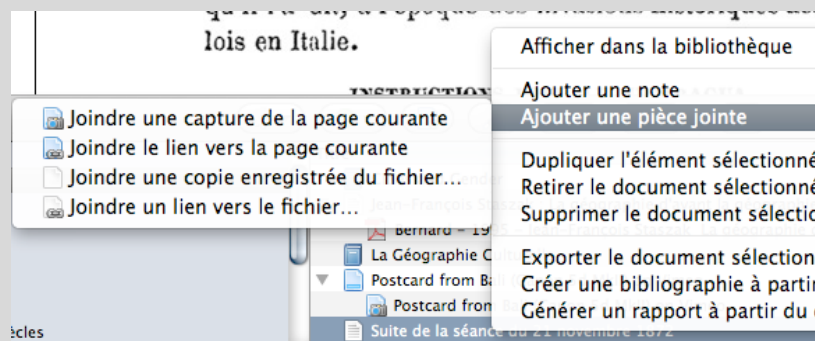 lois en Italie.
Afficher dans la bibliothèque
Ajouter une note
Ajouter une pièce jointe
Dupliquer l'élément sélectionné
Retirer le document sélectionné
Supprimer le document sélectio
Exporter le document sélection
Créer une bibliographie à partir
Générer un rapport à partir du
Joindre une capture de la page courante
Joindre le lien vers la page courante
Joindre une copie enregistrée du fichier...
Joindre un lien vers le fichier...
Bernard - 19
La Géographie C
Postcard from Ba
Postcard from
Suite de la séance du 21 novembre 1872
ècles